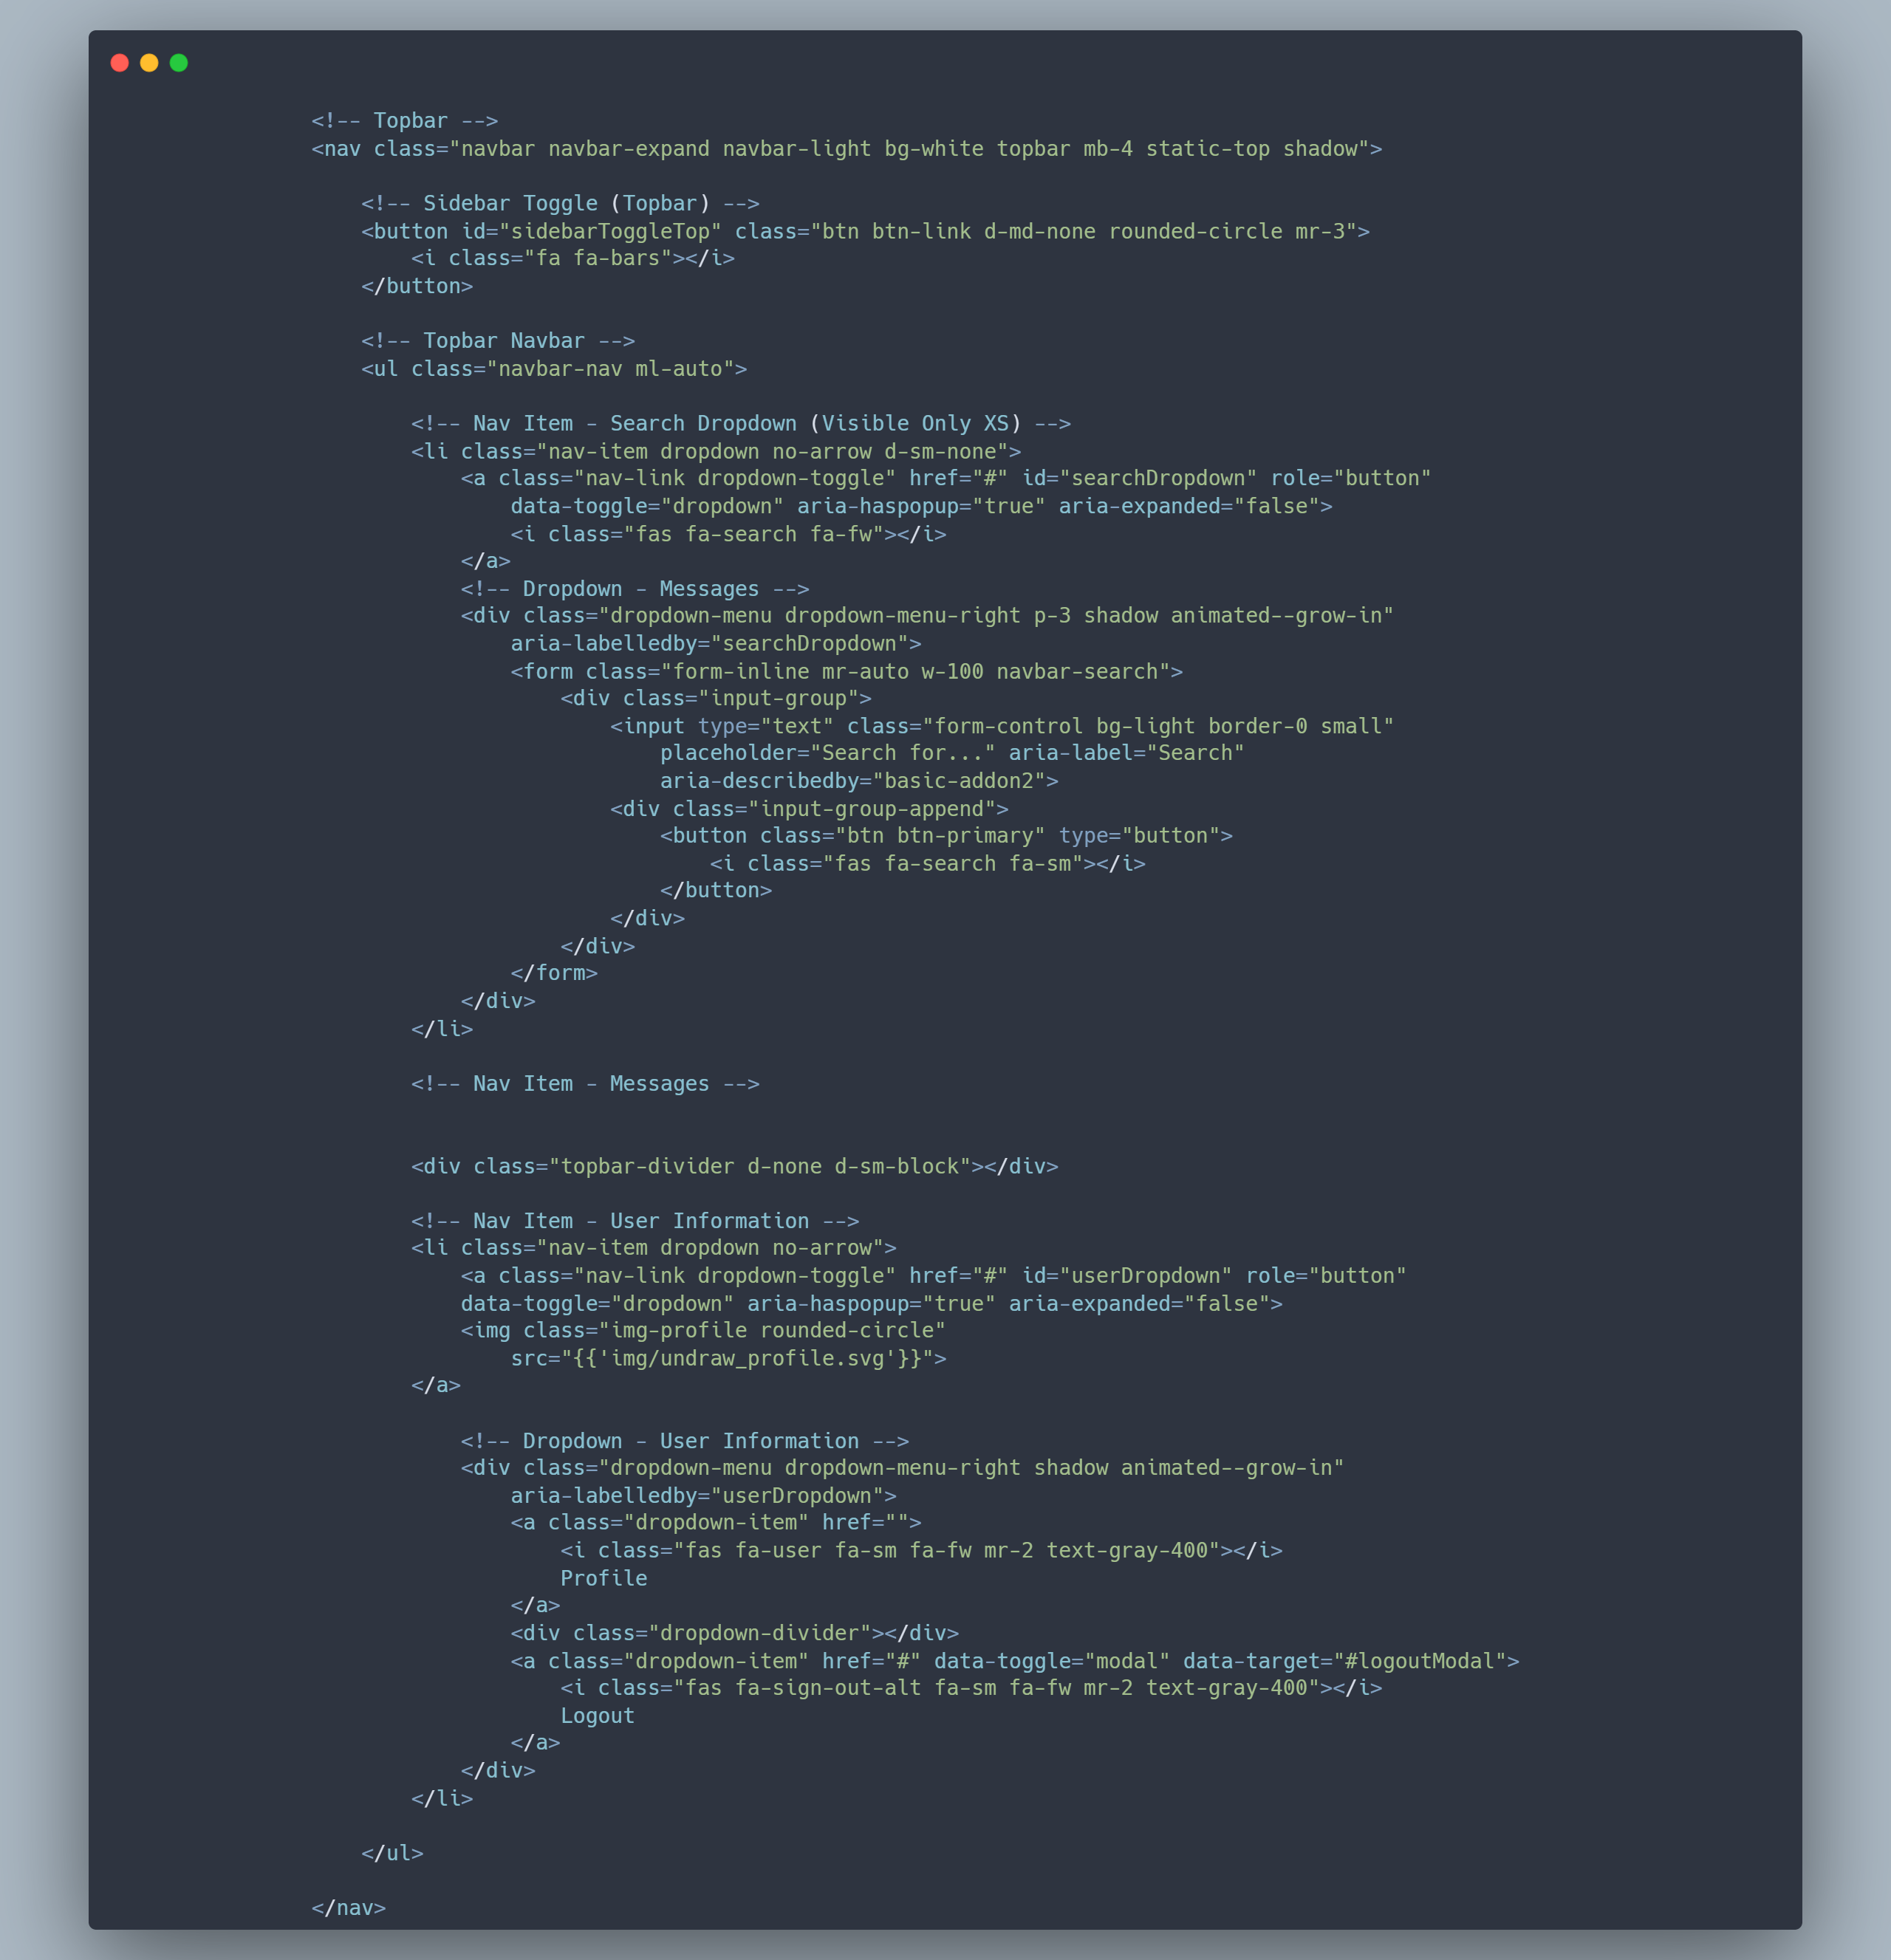 <!-- Topbar -->
<nav class="navbar navbar-expand navbar-light bg-white topbar mb-4 static-top shadow">
<!-- Sidebar Toggle (Topbar) -->
<button id="sidebarToggleTop" class="btn btn-link d-md-none rounded-circle mr-3">
<i class="fa fa-bars"></i>
</button>
<!-- Topbar Navbar -->
<ul class="navbar-nav ml-auto">
<!-- Nav Item - Search Dropdown (Visible Only XS) -->
<li class="nav-item dropdown no-arrow d-sm-none">
<a class="nav-link dropdown-toggle" href="#" id="searchDropdown" role="button"
data-toggle="dropdown" aria-haspopup="true" aria-expanded="false">
<i class="fas fa-search fa-fw"></i>
</a>
<!-- Dropdown - Messages -->
<div class="dropdown-menu dropdown-menu-right p-3 shadow animated--grow-in"
aria-labelledby="searchDropdown">
<form class="form-inline mr-auto w-100 navbar-search">
<div class="input-group">
<input type="text" class="form-control bg-light border-0 small"
placeholder="Search for..." aria-label="Search"
aria-describedby="basic-addon2">
<div class="input-group-append">
<button class="btn btn-primary" type="button">
<i class="fas fa-search fa-sm"></i>
</button>
</div>
</div>
</form>
</div>
</li>
<!-- Nav Item - Messages -->
<div class="topbar-divider d-none d-sm-block"></div>
<!-- Nav Item - User Information -->
<li class="nav-item dropdown no-arrow">
<a class="nav-link dropdown-toggle" href="#" id="userDropdown" role="button"
data-toggle="dropdown" aria-haspopup="true" aria-expanded="false">
<img class="img-profile rounded-circle"
src="{{'img/undraw_profile.svg'}}">
</a>
<!-- Dropdown - User Information -->
<div class="dropdown-menu dropdown-menu-right shadow animated--grow-in"
aria-labelledby="userDropdown">
<a class="dropdown-item" href="">
<i class="fas fa-user fa-sm fa-fw mr-2 text-gray-400"></i>
Profile
</a>
<div class="dropdown-divider"></div>
<a class="dropdown-item" href="#" data-toggle="modal" data-target="#logoutModal">
<i class="fas fa-sign-out-alt fa-sm fa-fw mr-2 text-gray-400"></i>
Logout
</a>
</div>
</li>
</ul>
</nav>